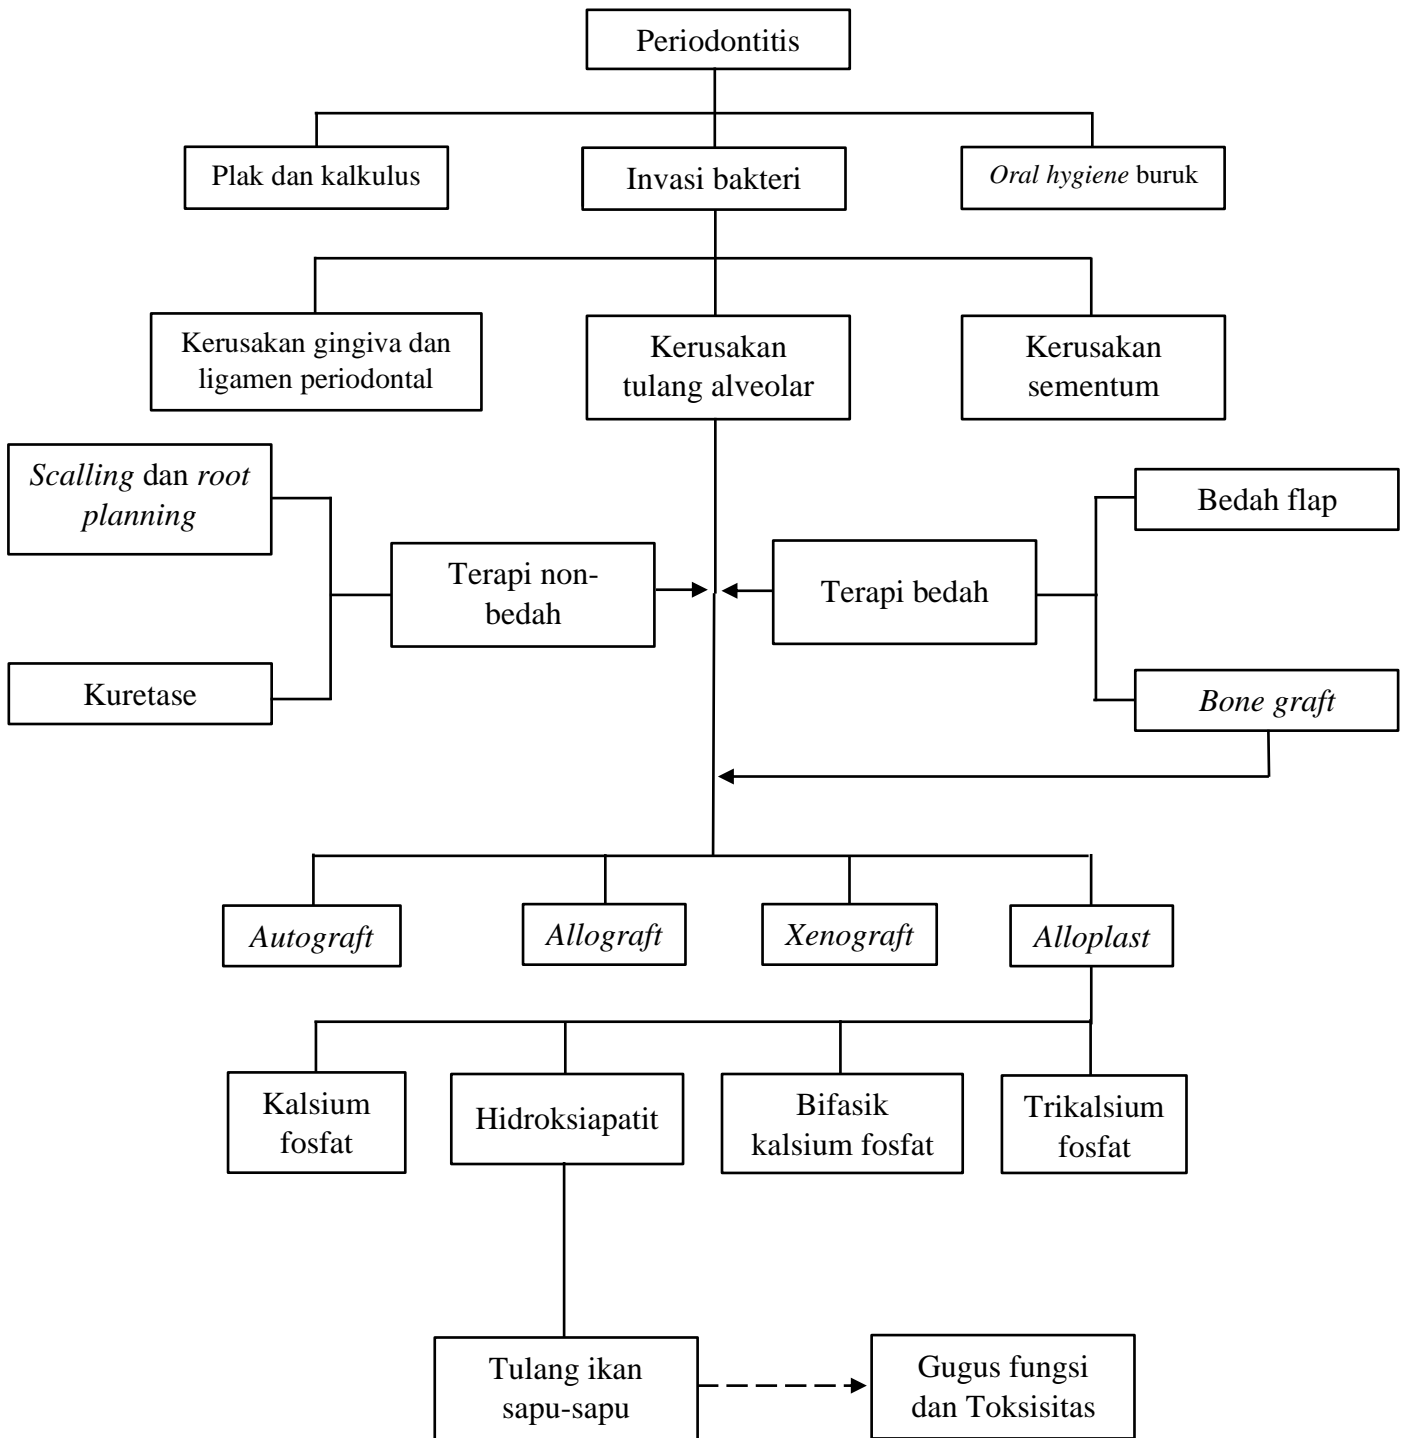 Periodontitis
Plak dan kalkulus
Invasi bakteri
Oral hygiene buruk
Kerusakan gingiva dan
ligamen periodontal
Kerusakan
tulang alveolar
Kerusakan
sementum
Scalling dan root
planning
Bedah flap
Terapi non-
bedah
Terapi bedah
Kuretase
Bone graft
Autograft
Allograft
Xenograft
Alloplast
Kalsium
fosfat
Hidroksiapatit
Bifasik
kalsium fosfat
Trikalsium
fosfat
Tulang ikan
sapu-sapu
Gugus fungsi
dan Toksisitas